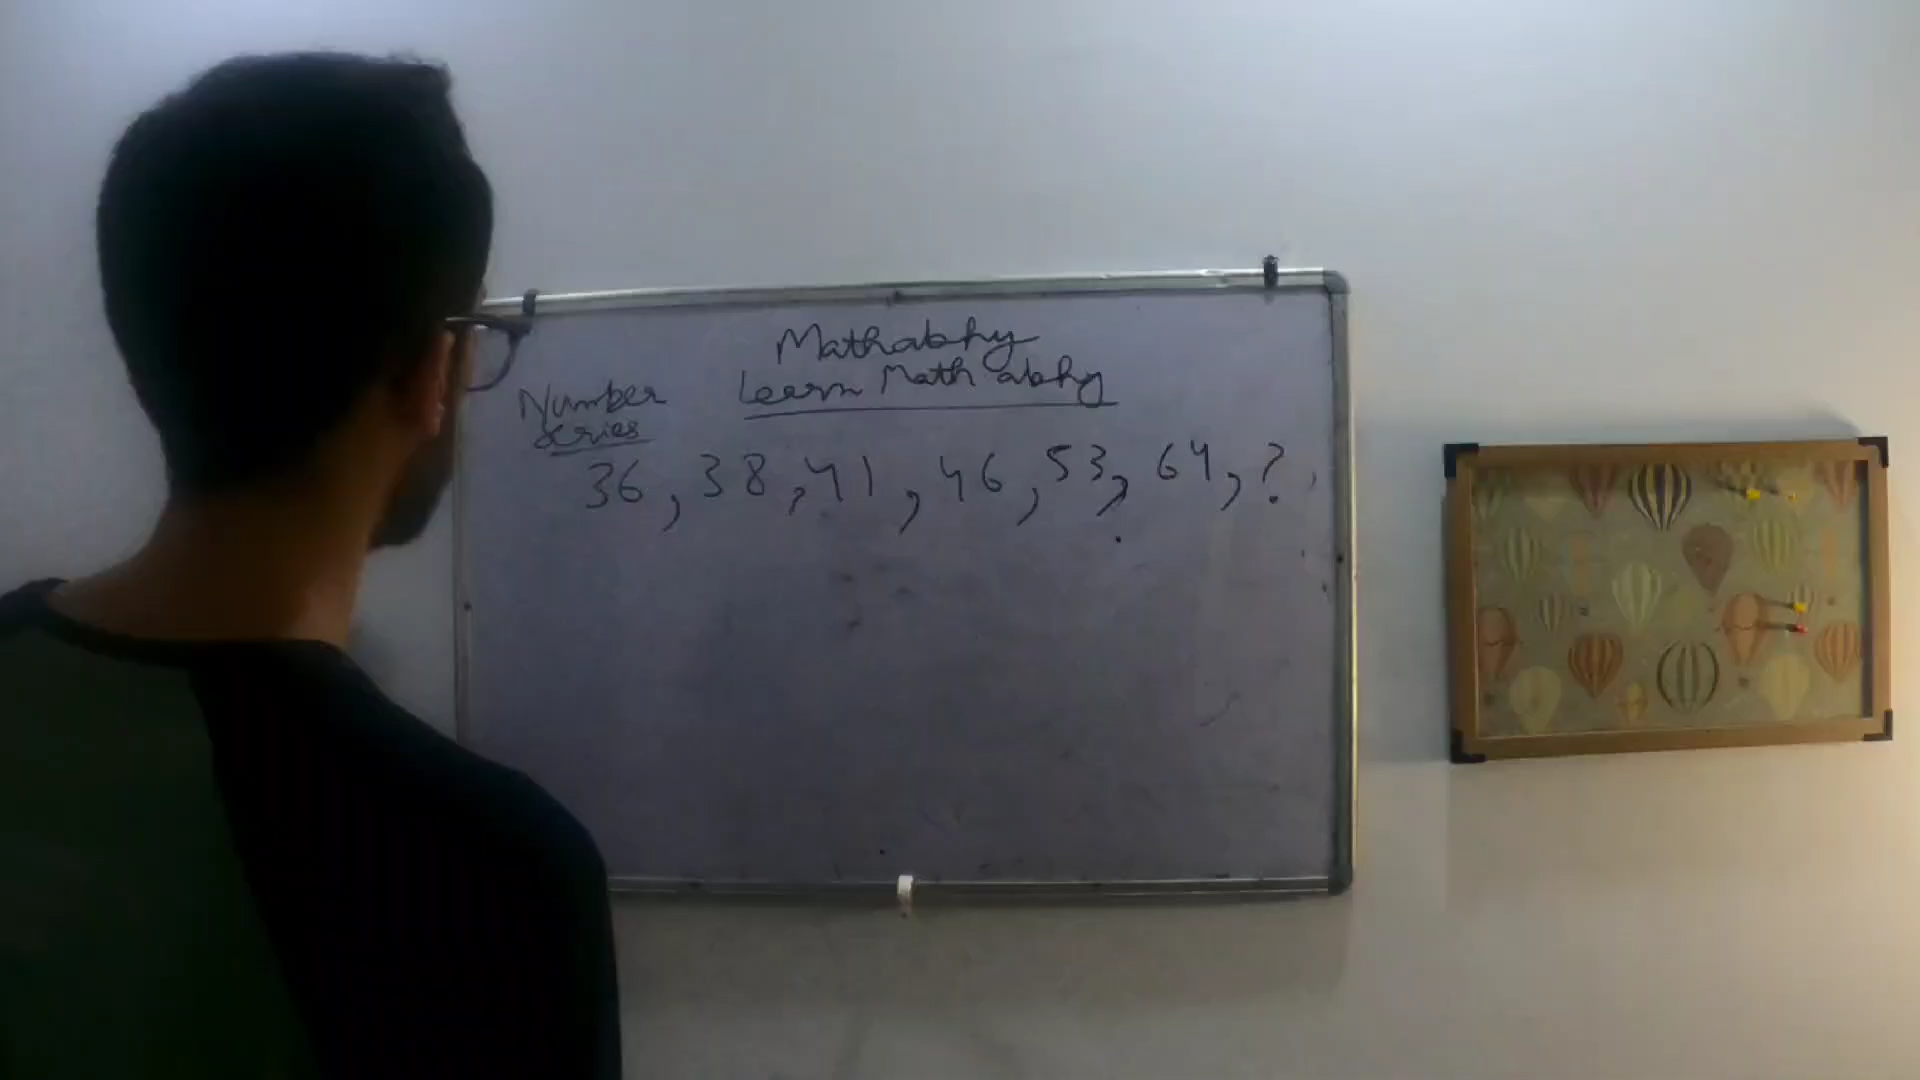 Mathabhy
Learn Math abhy
Number
series
36, 38, 41, 46, 53, 64, ?